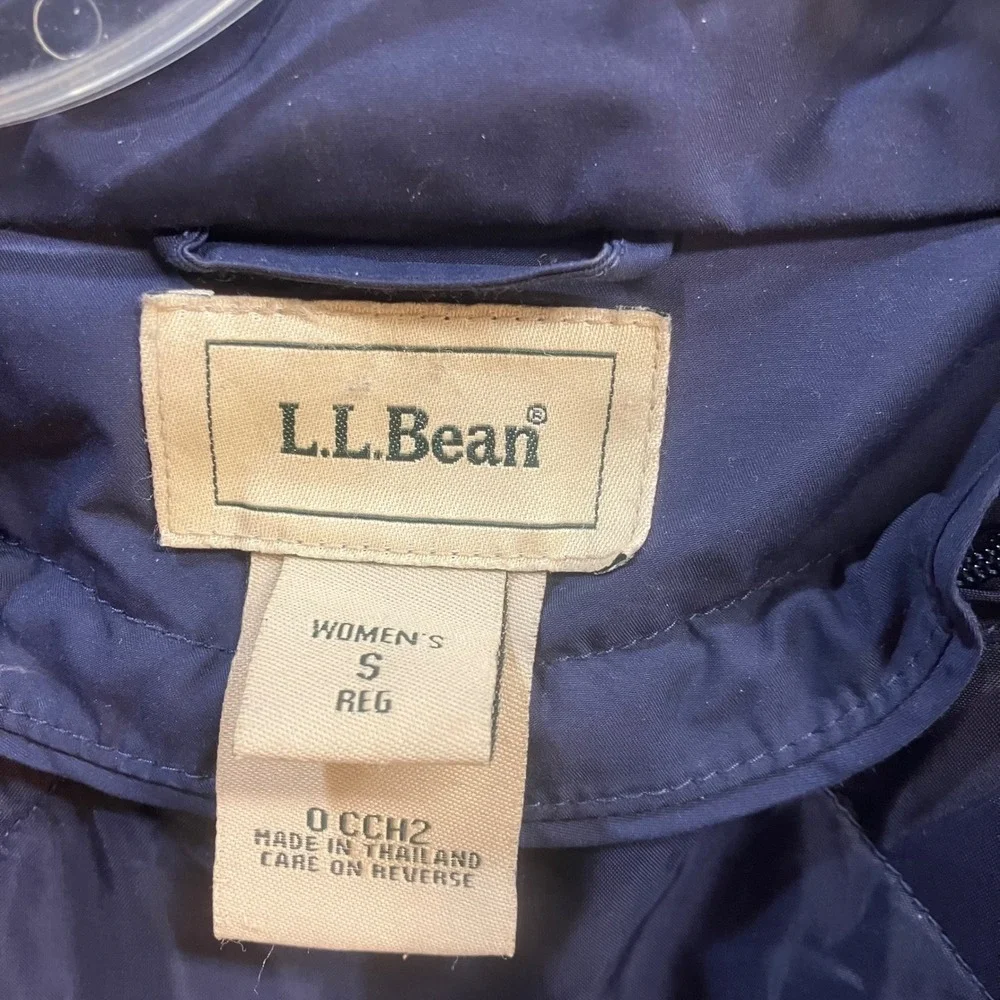 L.L.Bean®
WOMEN'S
S
REG
0 CCH2
MADE IN THAILAND
CARE ON REVERSE